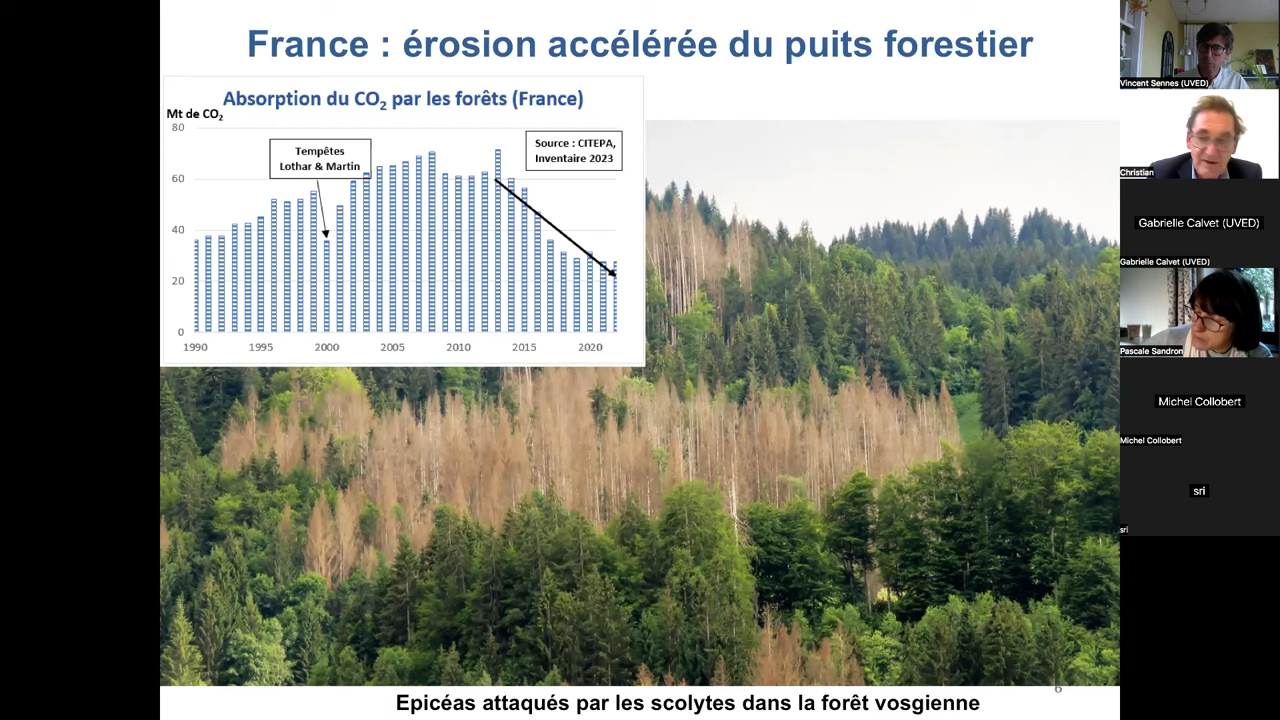 France : érosion accélérée du puits forestier
Absorption du CO2 par les forêts (France)
Mt de CO2
80
60
40
20
0
Tempêtes
Lothar & Martin
Source : CITEPA,
Inventaire 2023
1990 1995 2000 2005 2010 2015 2020
Epicéas attaqués par les scolytes dans la forêt vosgienne
6
Vincent Sennes (UVED)
Christian
Gabrielle Calvet (UVED)
Gabrielle Calvet (UVED)
Pascale Sandron
Michel Collobert
Michel Collobert
sri
sri